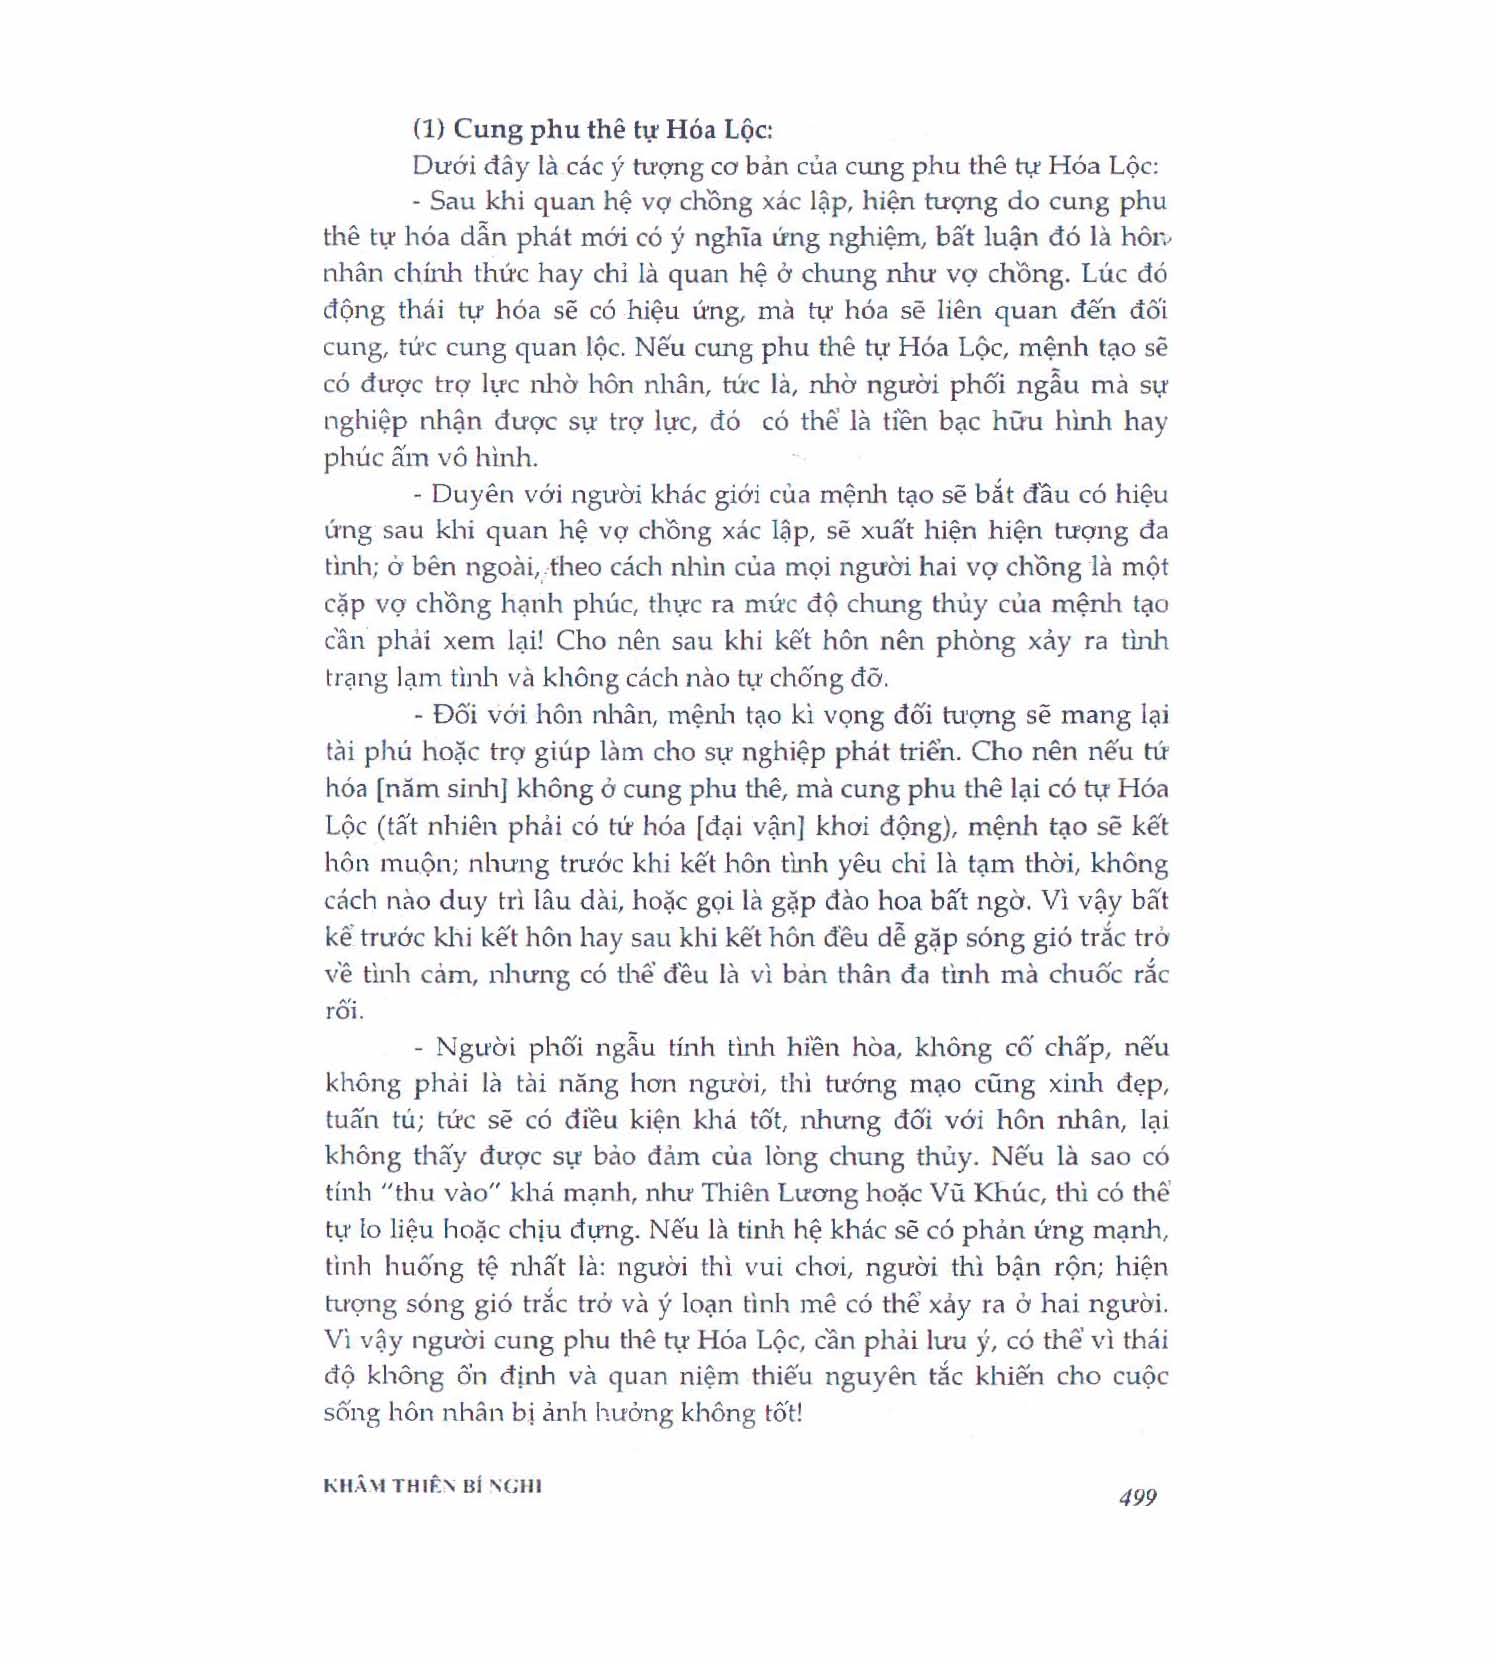 (1) Cung phu thê tự Hóa Lộc:
Dưới đây là các ý tượng cơ bản của cung phu thê tự Hóa Lộc:
- Sau khi quan hệ vợ chồng xác lập, hiện tượng do cung phu
thê tự hóa dẫn phát mới có ý nghĩa ứng nghiệm, bất luận đó là hôn
nhân chính thức hay chỉ là quan hệ ở chung như vợ chồng. Lúc đó
động thái tự hóa sẽ có hiệu ứng, mà tự hóa sẽ liên quan đến đối
cung, tức cung quan lộc. Nếu cung phu thê tự Hóa Lộc, mệnh tạo sẽ
có được trợ lực nhờ hôn nhân, tức là, nhờ người phối ngẫu mà sự
nghiệp nhận được sự trợ lực, đó có thể là tiền bạc hữu hình hay
phúc ấm vô hình.
- Duyên với người khác giới của mệnh tạo sẽ bắt đầu có hiệu
ứng sau khi quan hệ vợ chồng xác lập, sẽ xuất hiện hiện tượng đa
tình; ở bên ngoài, theo cách nhìn của mọi người hai vợ chồng là một
cặp vợ chồng hạnh phúc, thực ra mức độ chung thủy của mệnh tạo
cần phải xem lại! Cho nên sau khi kết hôn nên phòng xảy ra tình
trạng lạm tình và không cách nào tự chống đỡ.
- Đối với hôn nhân, mệnh tạo kì vọng đối tượng sẽ mang lại
tài phú hoặc trợ giúp làm cho sự nghiệp phát triển. Cho nên nếu tứ
hóa [năm sinh] không ở cung phu thê, mà cung phu thê lại có tự Hóa
Lộc (tất nhiên phải có tứ hóa [đại vận] khơi động), mệnh tạo sẽ kết
hôn muộn; nhưng trước khi kết hôn tình yêu chỉ là tạm thời, không
cách nào duy trì lâu dài, hoặc gọi là gặp đào hoa bất ngờ. Vì vậy bất
kể trước khi kết hôn hay sau khi kết hôn đều dễ gặp sóng gió trắc trở
về tình cảm, nhưng có thể đều là vì bản thân đa tình mà chuốc rắc
rối.
- Người phối ngẫu tính tình hiền hòa, không cố chấp, nếu
không phải là tài năng hơn người, thì tướng mạo cũng xinh đẹp,
tuấn tú; tức sẽ có điều kiện khá tốt, nhưng đối với hôn nhân, lại
không thấy được sự bảo đảm của lòng chung thủy. Nếu là sao có
tính "thu vào" khá mạnh, như Thiên Lương hoặc Vũ Khúc, thì có thể
tự lo liệu hoặc chịu đựng. Nếu là tinh hệ khác sẽ có phản ứng mạnh,
tình huống tệ nhất là: người thì vui chơi, người thì bận rộn; hiện
tượng sóng gió trắc trở và ý loạn tình mê có thể xảy ra ở hai người.
Vì vậy người cung phu thê tự Hóa Lộc, cần phải lưu ý, có thể vì thái
độ không ổn định và quan niệm thiếu nguyên tắc khiến cho cuộc
sống hôn nhân bị ảnh hưởng không tốt!
KHÂM THIÊN BÍ NGHI
499